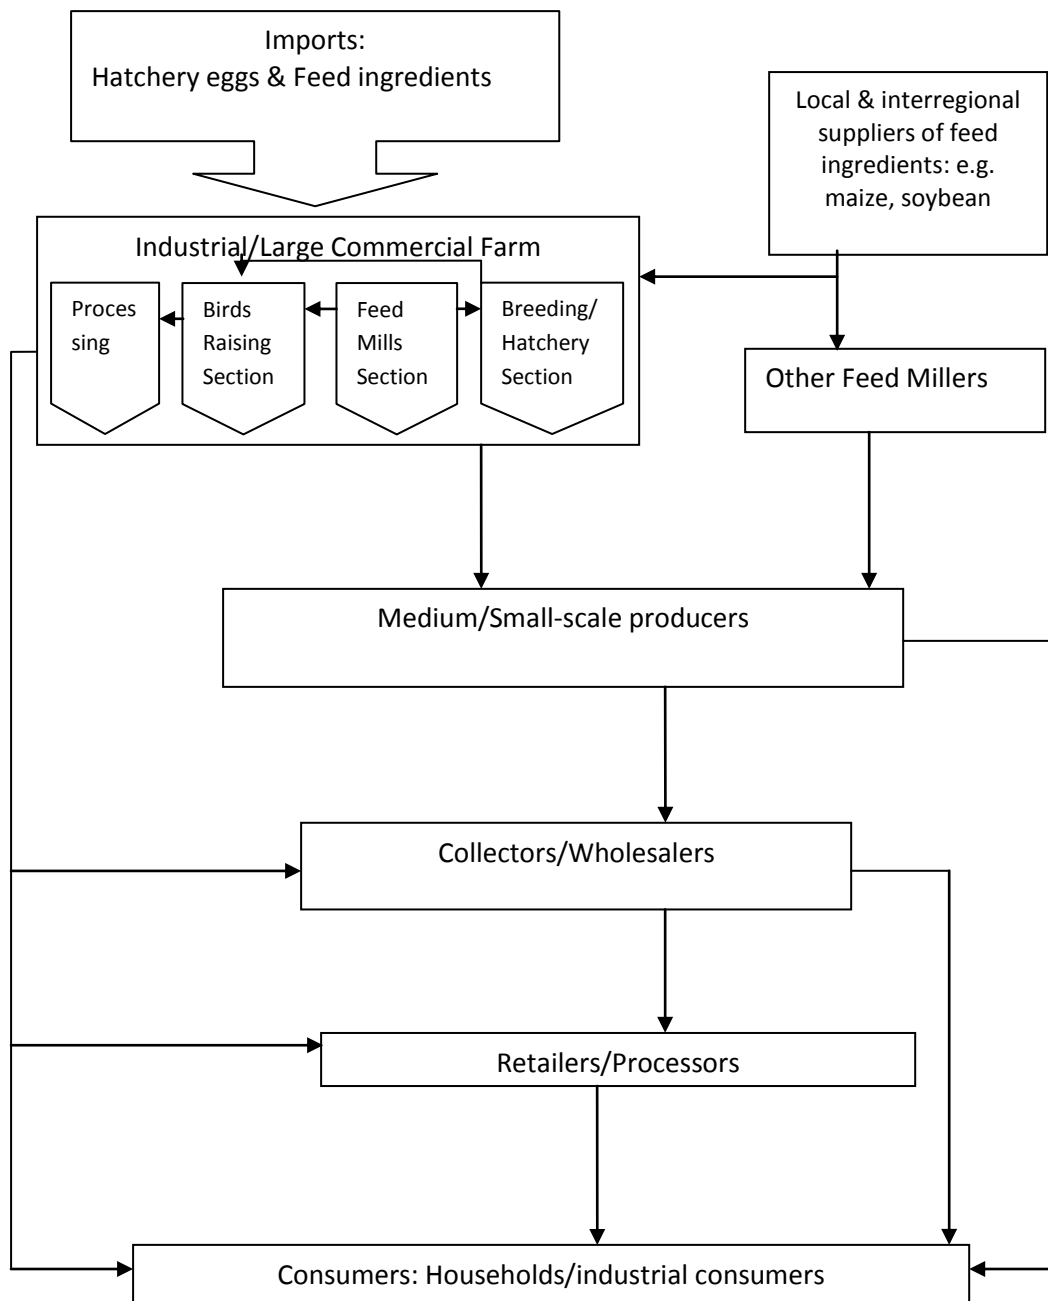 Imports:
Hatchery eggs & Feed ingredients
Local & interregional
suppliers of feed
ingredients: e.g.
maize, soybean
Industrial/Large Commercial Farm
Proces
sing
Birds
Raising
Section
Feed
Mills
Section
Breeding/
Hatchery
Section
Other Feed Millers
Medium/Small-scale producers
Collectors/Wholesalers
Retailers/Processors
Consumers: Households/industrial consumers